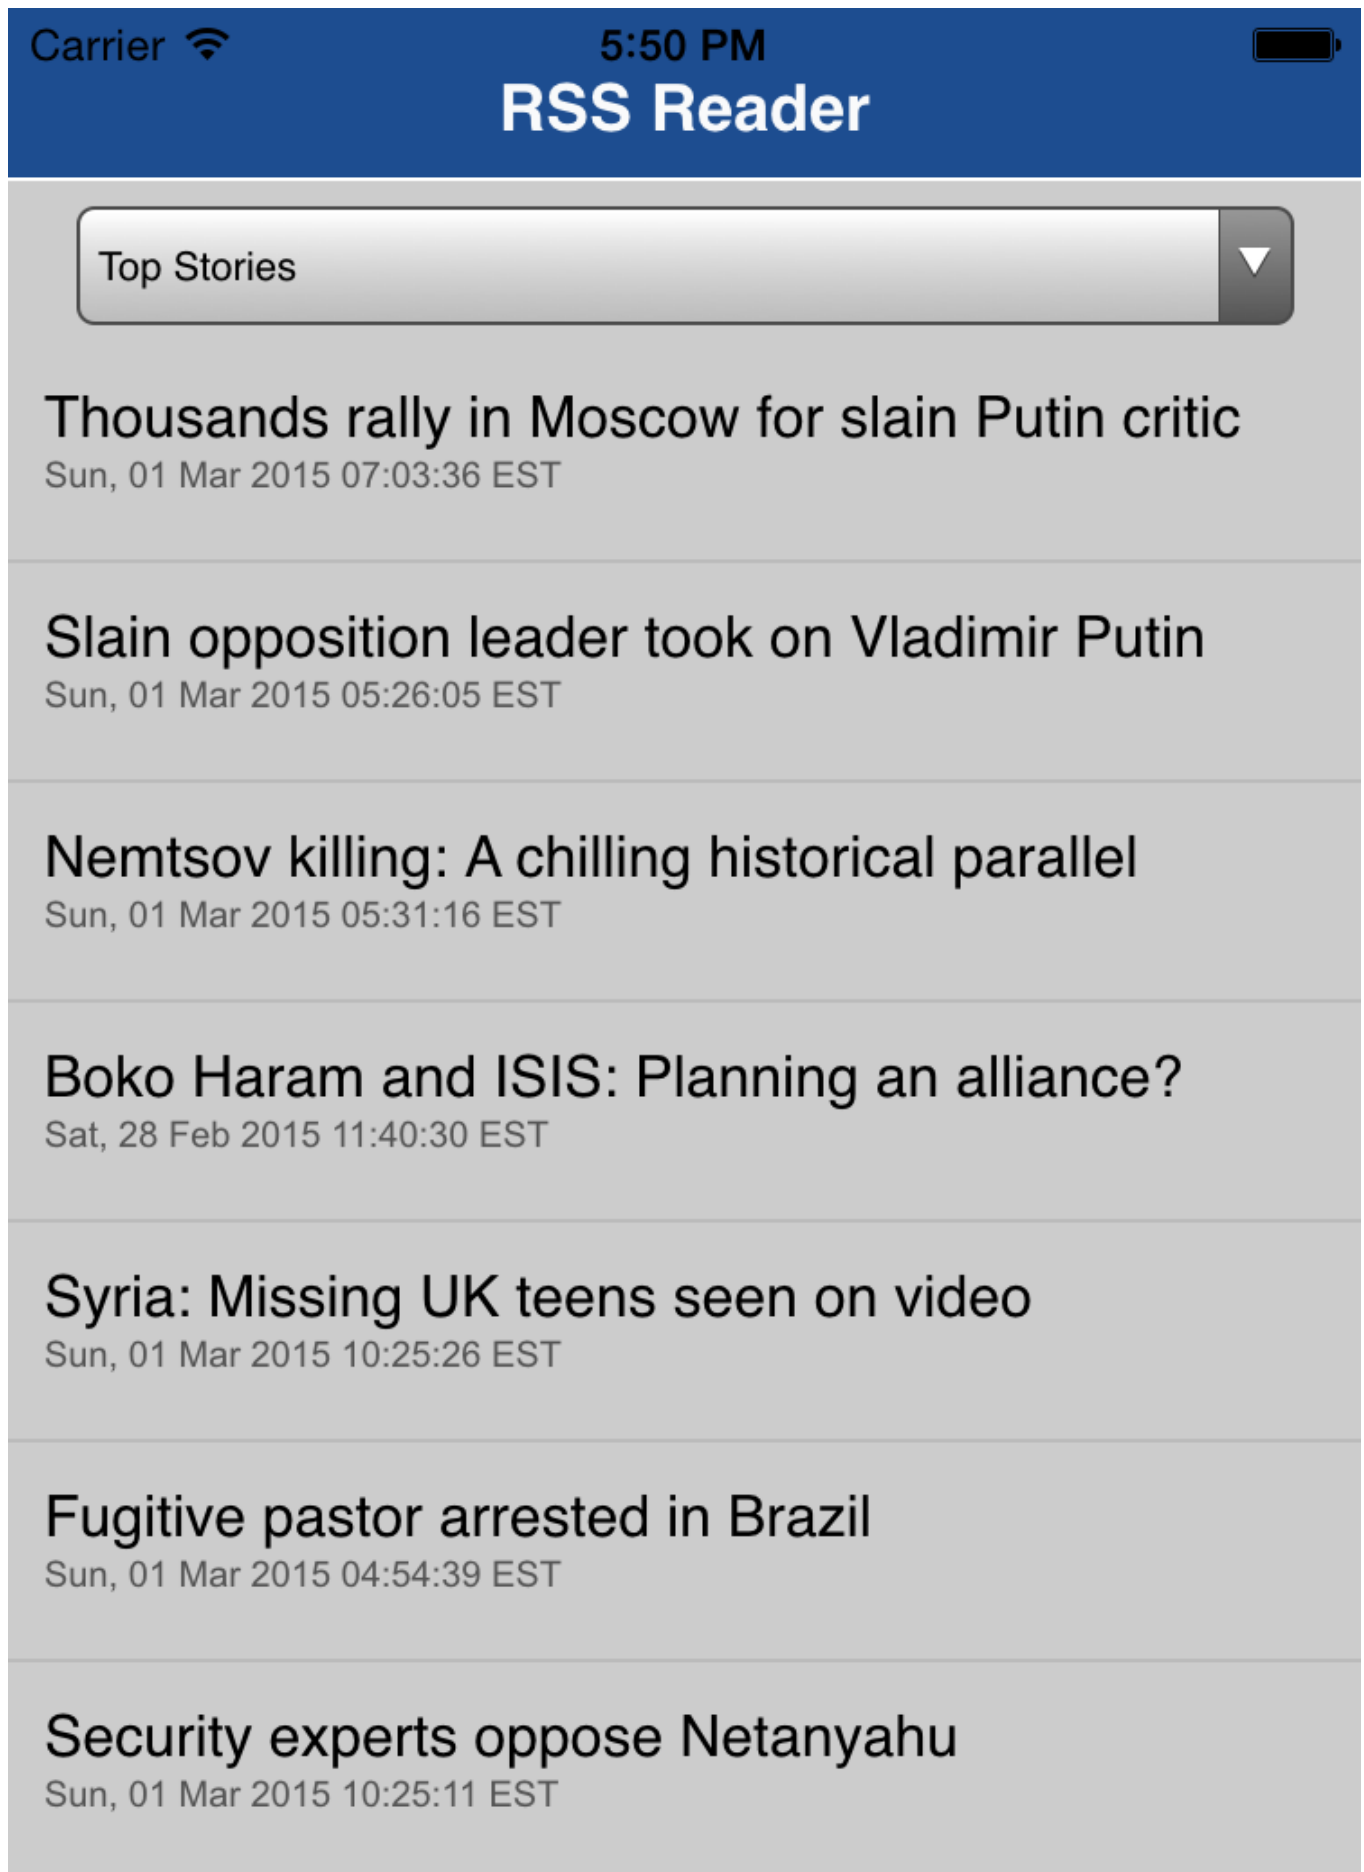 Carrier
5:50 PM
RSS Reader
Top Stories
Thousands rally in Moscow for slain Putin critic
Sun, 01 Mar 2015 07:03:36 EST
Slain opposition leader took on Vladimir Putin
Sun, 01 Mar 2015 05:26:05 EST
Nemtsov killing: A chilling historical parallel
Sun, 01 Mar 2015 05:31:16 EST
Boko Haram and ISIS: Planning an alliance?
Sat, 28 Feb 2015 11:40:30 EST
Syria: Missing UK teens seen on video
Sun, 01 Mar 2015 10:25:26 EST
Fugitive pastor arrested in Brazil
Sun, 01 Mar 2015 04:54:39 EST
Security experts oppose Netanyahu
Sun, 01 Mar 2015 10:25:11 EST